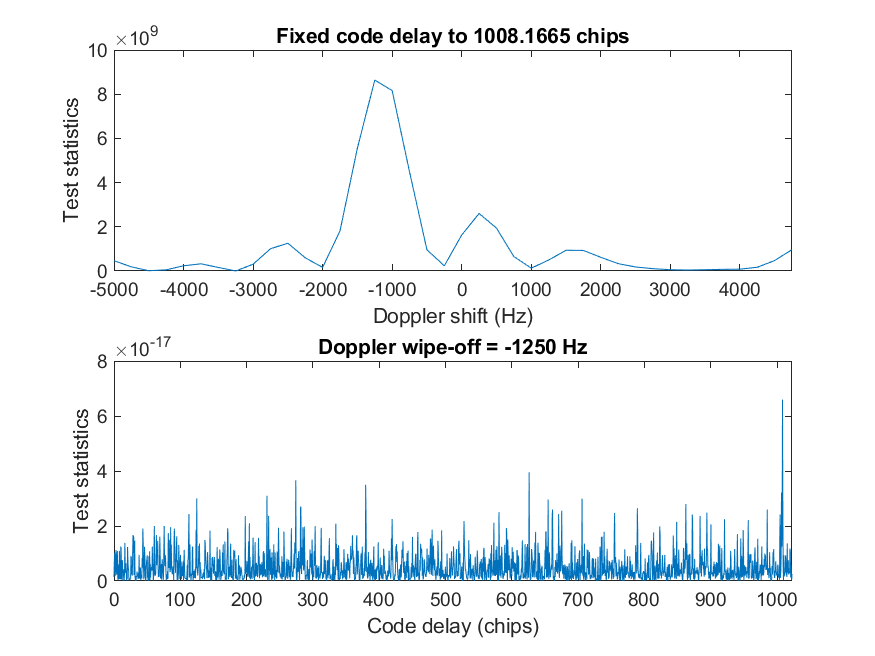 ×10^9
Fixed code delay to 1008.1665 chips
10
8
6
4
2
0
Test statistics
-5000 -4000 -3000 -2000 -1000 0 1000 2000 3000 4000
Doppler shift (Hz)
×10^-17
Doppler wipe-off = -1250 Hz
8
6
4
2
0
Test statistics
0 100 200 300 400 500 600 700 800 900 1000
Code delay (chips)